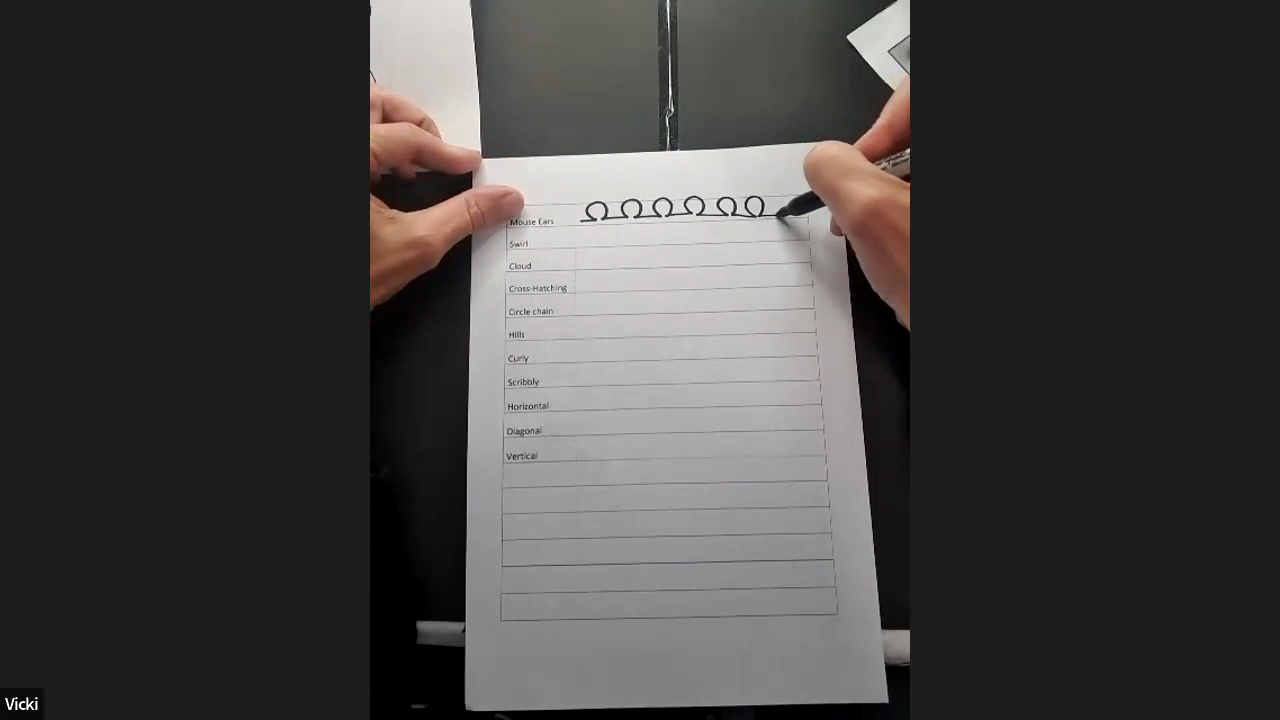 Mouse Ears
Swirl
Cloud
Cross-Hatching
Circle chain
Hills
Curly
Scribbly
Horizontal
Diagonal
Vertical
Vicki